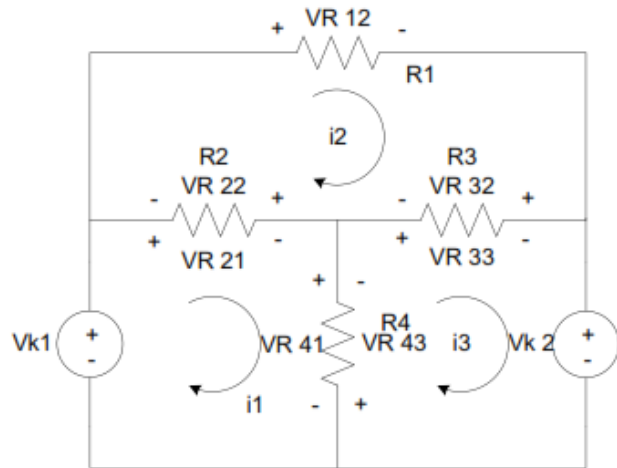 + VR 12 -
R1
i2
R2
R3
- VR 22 +
- VR 32 +
+ VR 21 -
+ VR 33 -
+ -
Vk1 + -
VR 41
R4
VR 43
i3
Vk 2 + -
i1
- +